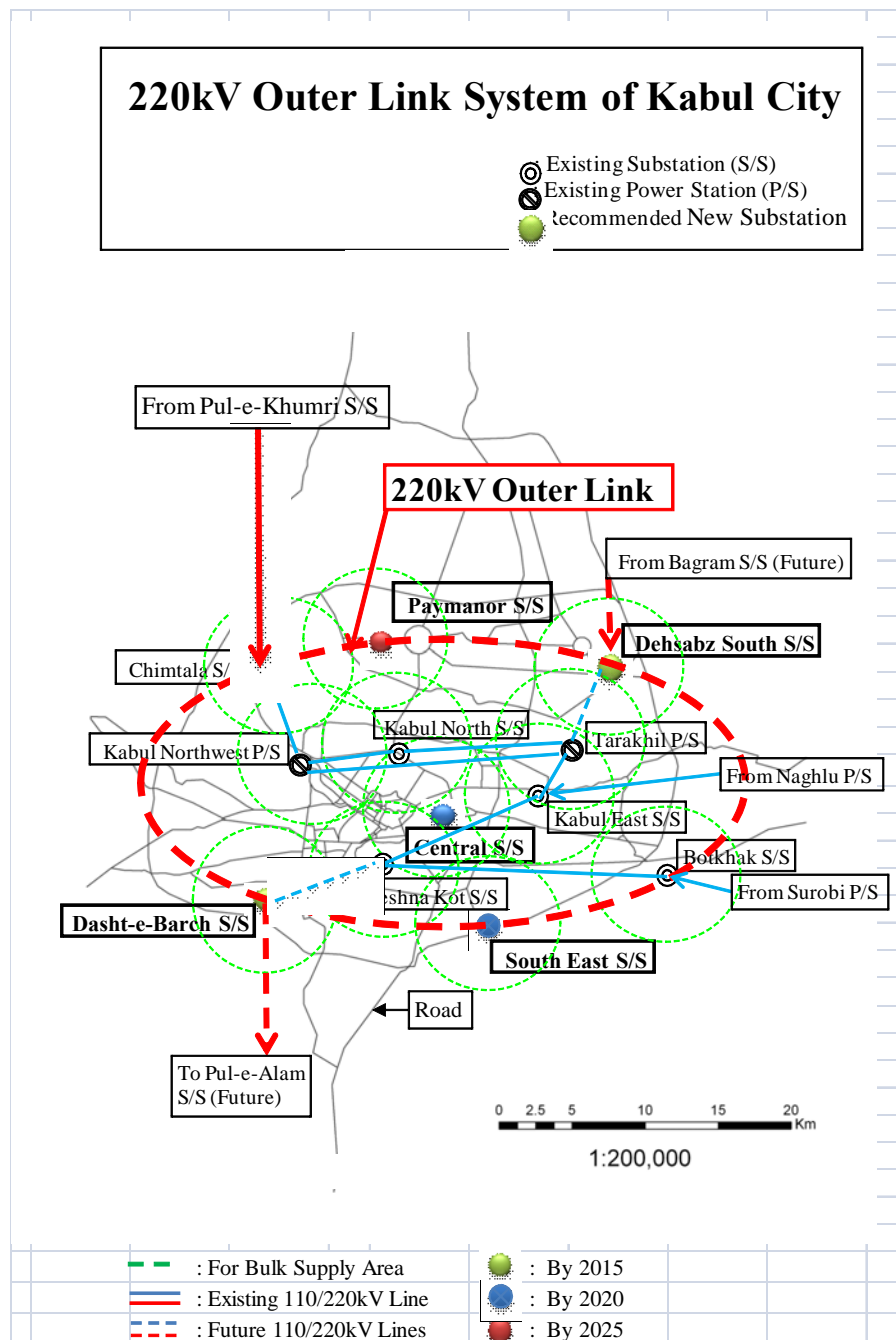 220kV Outer Link System of Kabul City
: Existing Substation (S/S)
: Existing Power Station (P/S)
Recommended New Substation
From Pul-e-Khumri S/S
220kV Outer Link
From Bagram S/S (Future)
Paymanor S/S
Dehsabz South S/S
Chimtala S/
Kabul North S/S
Kabul Northwest P/S
Tarakhil P/S
From Naghlu P/S
Kabul East S/S
Central S/S
Botkhak S/S
eshna Kot S/S
From Surobi P/S
Dasht-e-Barch S/S
South East S/S
Road
To Pul-e-Alam
S/S (Future)
0 2.5 5 10 15 20
Km
1:200,000
: For Bulk Supply Area
: By 2015
: Existing 110/220kV Line
: By 2020
: Future 110/220kV Lines
: By 2025